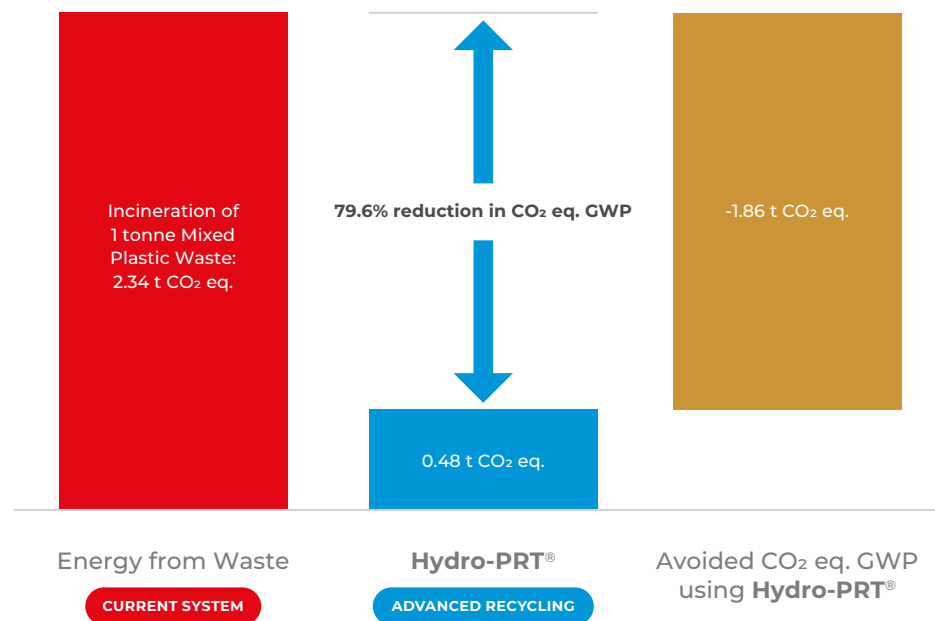 Incineration of
1 tonne Mixed
Plastic Waste:
2.34 t CO₂ eq.
79.6% reduction in CO₂ eq. GWP
-1.86 t CO₂ eq.
0.48 t CO₂ eq.
Energy from Waste
CURRENT SYSTEM
Hydro-PRT®
ADVANCED RECYCLING
Avoided CO₂ eq. GWP
using Hydro-PRT®